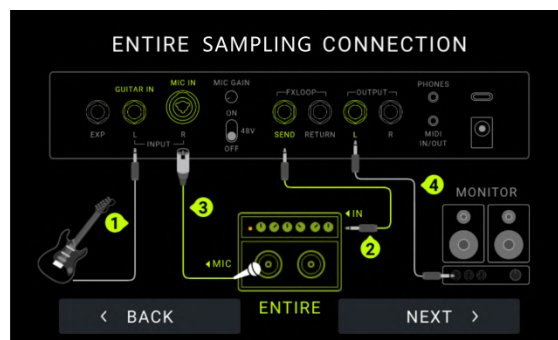 ENTIRE SAMPLING CONNECTION
GUITAR IN
MIC IN
MIC GAIN
FXLOOP
OUTPUT
PHONES
ON
48V
OFF
EXP
L
INPUT
R
SEND
RETURN
L
R
MIDI
IN/OUT
1
3
4
MONITOR
◄IN
2
◄MIC
ENTIRE
< BACK
NEXT >